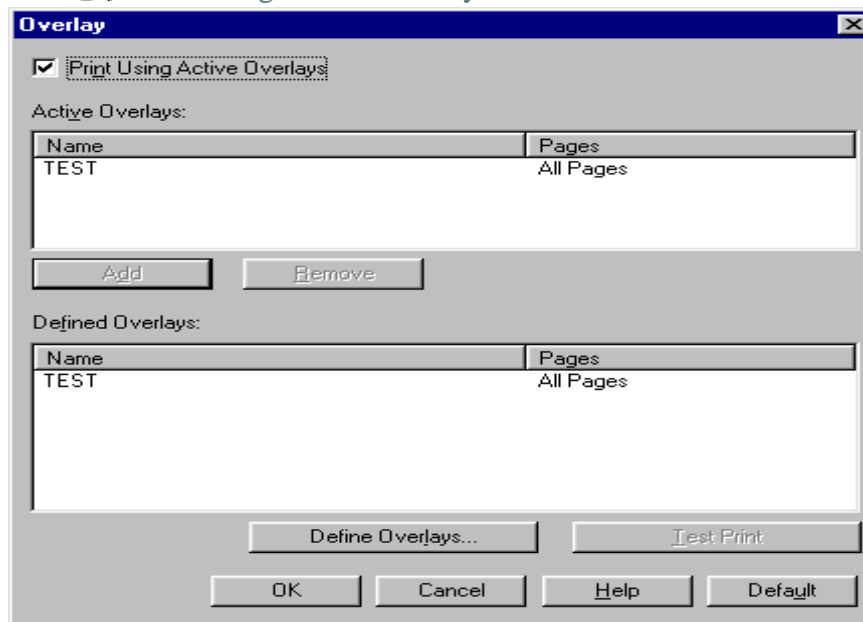 Overlay
Print Using Active Overlays
Active Overlays:
Name Pages
TEST All Pages
Add Remove
Defined Overlays:
Name Pages
TEST All Pages
Define Overlays... Test Print
OK Cancel Help Default